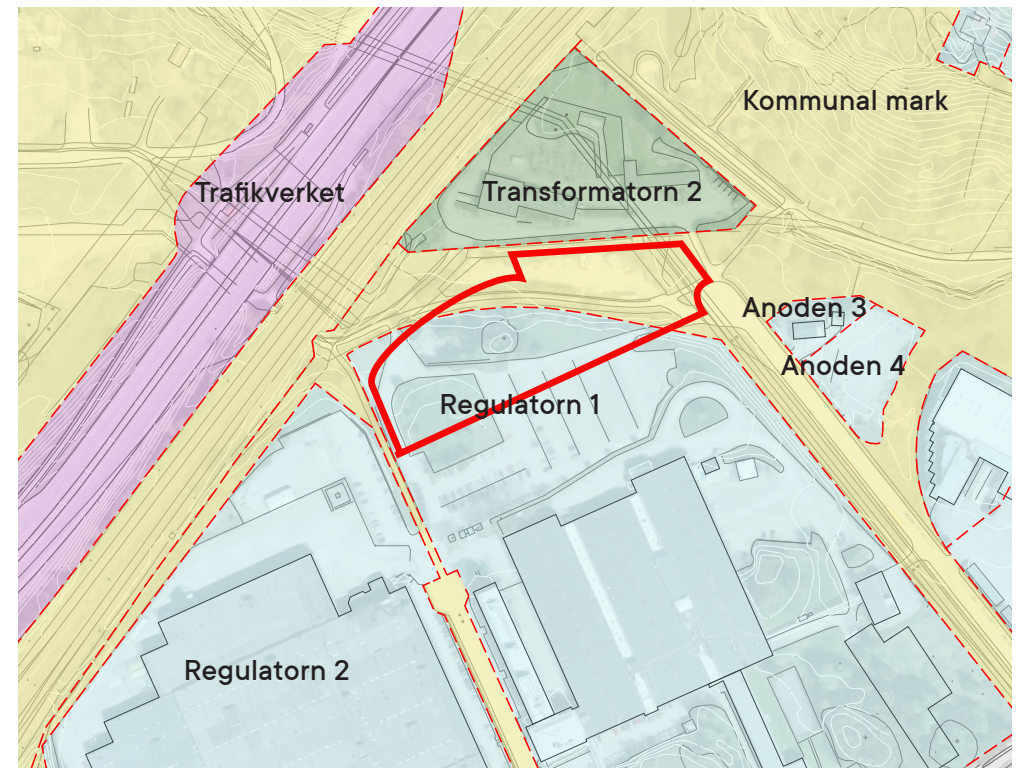 Kommunal mark
Trafikverket
Transformatorn 2
Anoden 3
Anoden 4
Regulatorn 1
Regulatorn 2